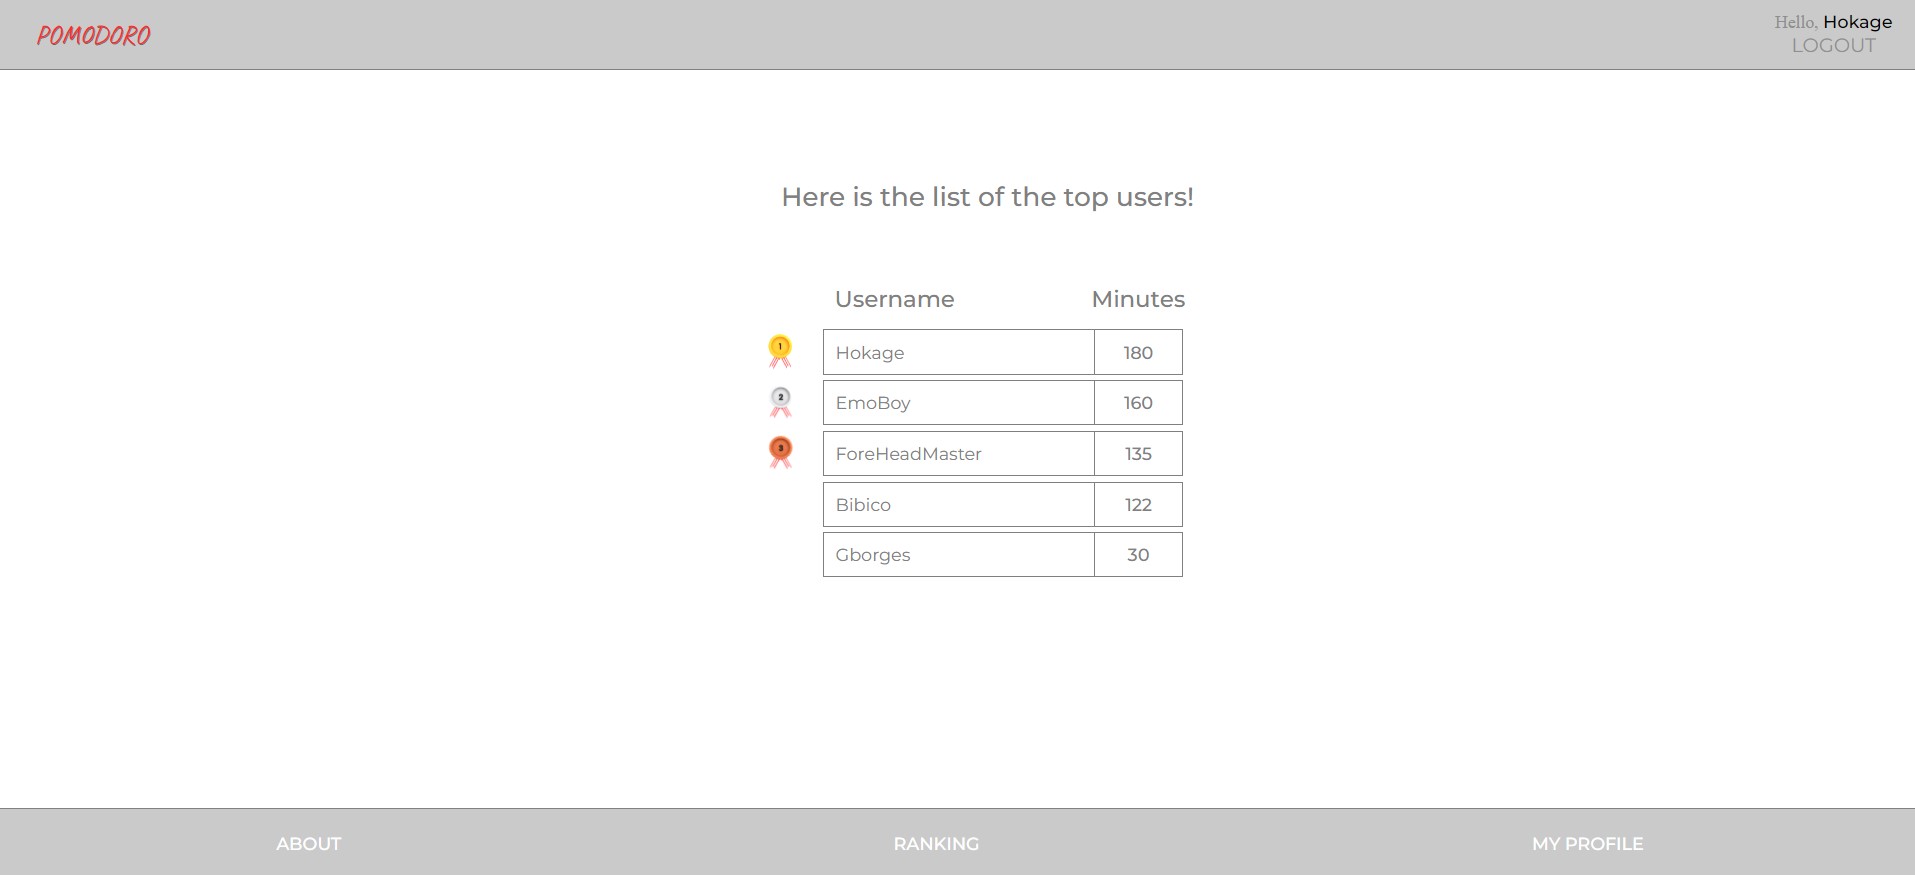 POMODORO
Hello, Hokage
LOGOUT
Here is the list of the top users!
Username Minutes
1 Hokage 180
2 EmoBoy 160
3 ForeHeadMaster 135
Bibico 122
Gborges 30
ABOUT RANKING MY PROFILE